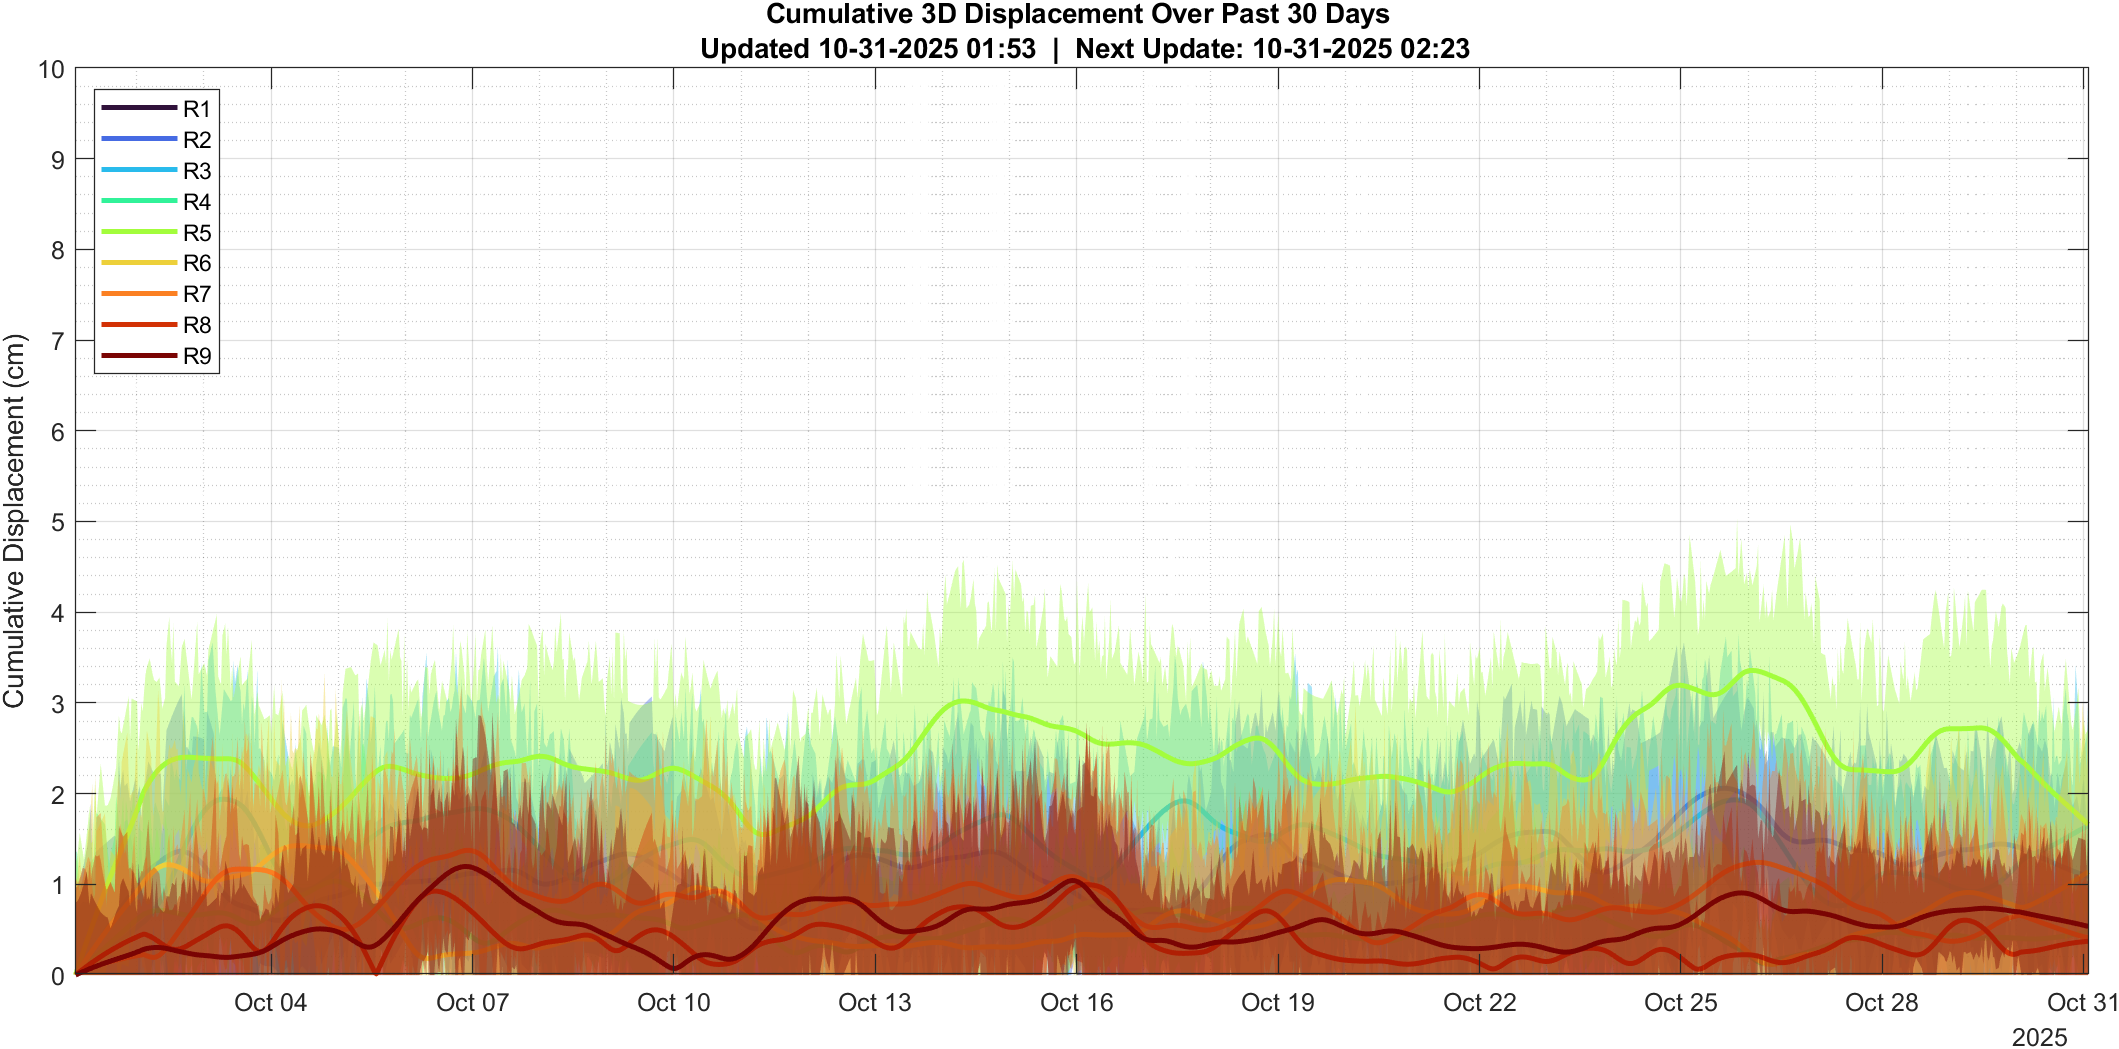 Cumulative 3D Displacement Over Past 30 Days
Updated 10-31-2025 01:53 | Next Update: 10-31-2025 02:23
10
9
8
7
6
5
4
3
2
1
0
Cumulative Displacement (cm)
R1
R2
R3
R4
R5
R6
R7
R8
R9
Oct 04
Oct 07
Oct 10
Oct 13
Oct 16
Oct 19
Oct 22
Oct 25
Oct 28
Oct 31
2025